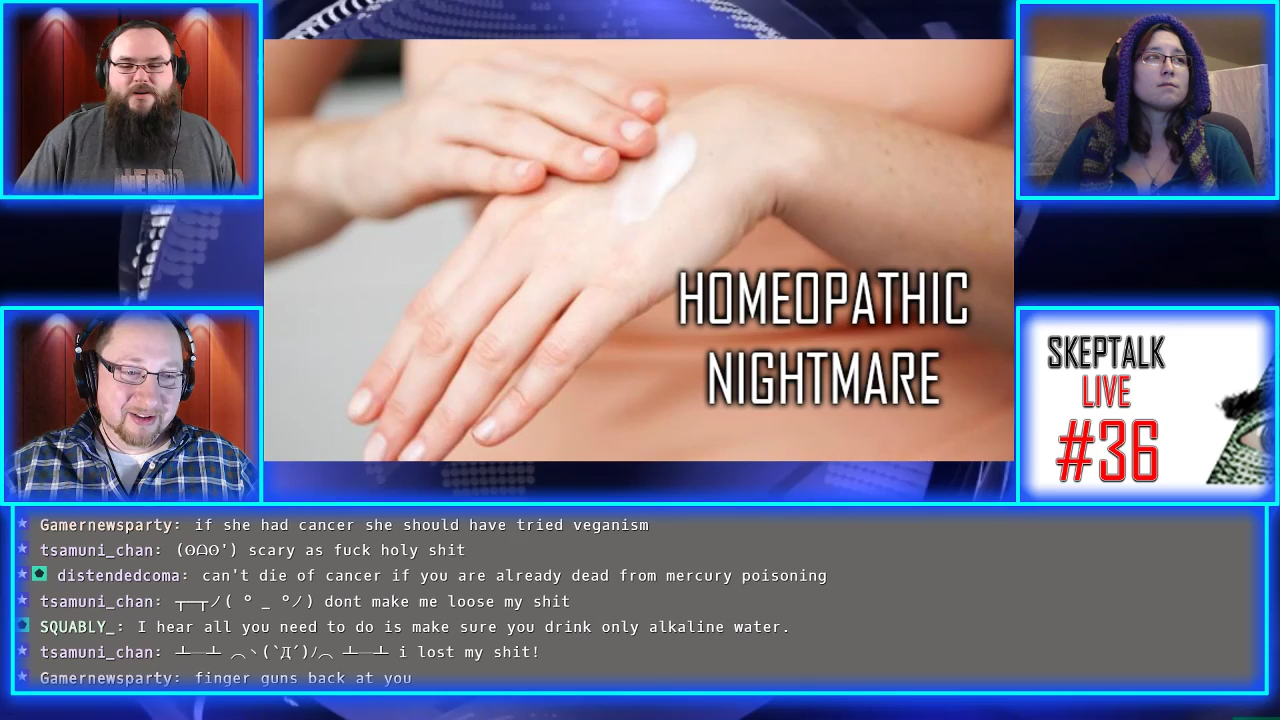 HOMEOPATHIC
NIGHTMARE
SKEPTALK
LIVE
#36
Gamernewsparty: if she had cancer she should have tried veganism
tsamuni_chan: (ʘᗩʘ') scary as fuck holy shit
distendedcoma: can't die of cancer if you are already dead from mercury poisoning
tsamuni_chan: ┬─┬ノ( º _ ºノ) dont make me loose my shit
SQUABLY_: I hear all you need to do is make sure you drink only alkaline water.
tsamuni_chan: ┻━┻ ︵ヽ(`Д´)ﾉ︵ ┻━┻ i lost my shit!
Gamernewsparty: finger guns back at you